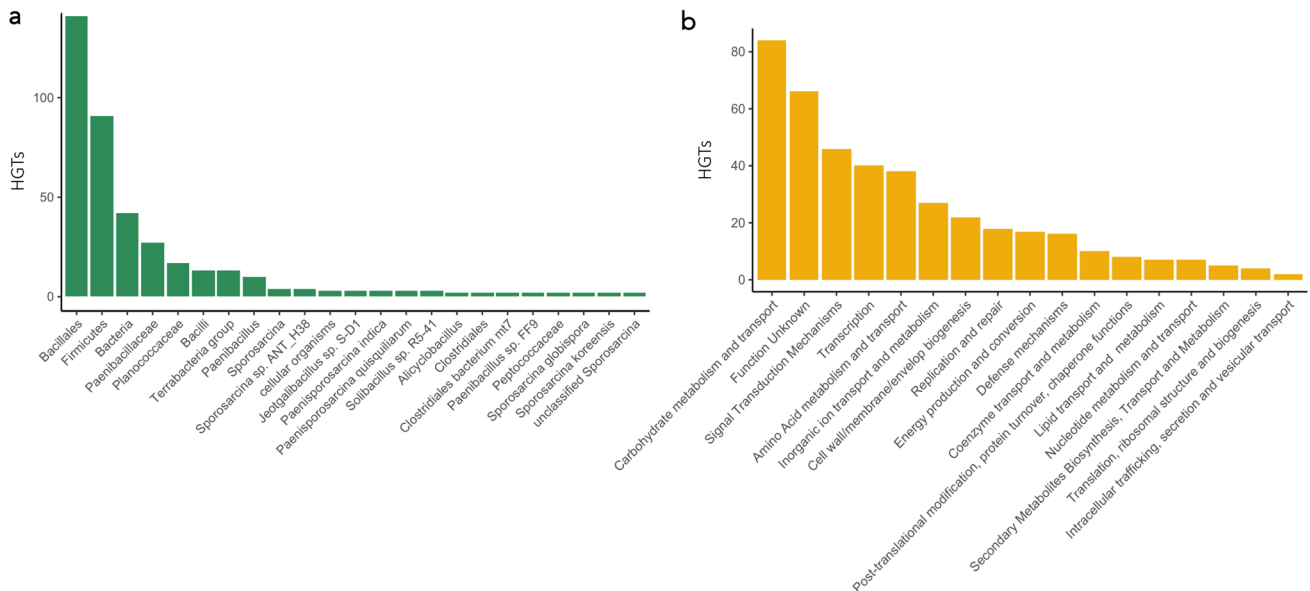 a
HGTs
100
50
0
Bacillales
Firmicutes
Bacteria
Paenibacillaceae
Planococcaceae
Bacilli
Terrabacteria group
Paenibacillus
Sporosarcina
Sporosarcina sp. ANT_H38
cellular organisms
Jeotgalibacillus sp. S-D1
Paenisporosarcina indica
Paenisporosarcina quisquiliarum
Solibacillus sp. R5-41
Alicyclobacillus
Clostridiales
Clostridiales bacterium mt7
Paenibacillus sp. FF9
Peptococcaceae
Sporosarcina globispora
Sporosarcina koreensis
unclassified Sporosarcina
b
HGTs
80
60
40
20
0
Carbohydrate metabolism and transport
Function Unknown
Signal Transduction Mechanisms
Transcription
Amino Acid metabolism and transport
Inorganic ion transport and metabolism
Cell wall/membrane/envelop biogenesis
Replication and repair
Energy production and conversion
Defense mechanisms
Coenzyme transport and metabolism
Post-translational modification, protein turnover, chaperone functions
Lipid transport and metabolism
Nucleotide metabolism and transport
Secondary Metabolites Biosynthesis, Transport and Metabolism
Translation, ribosomal structure and biogenesis
Intracellular trafficking, secretion and vesicular transport